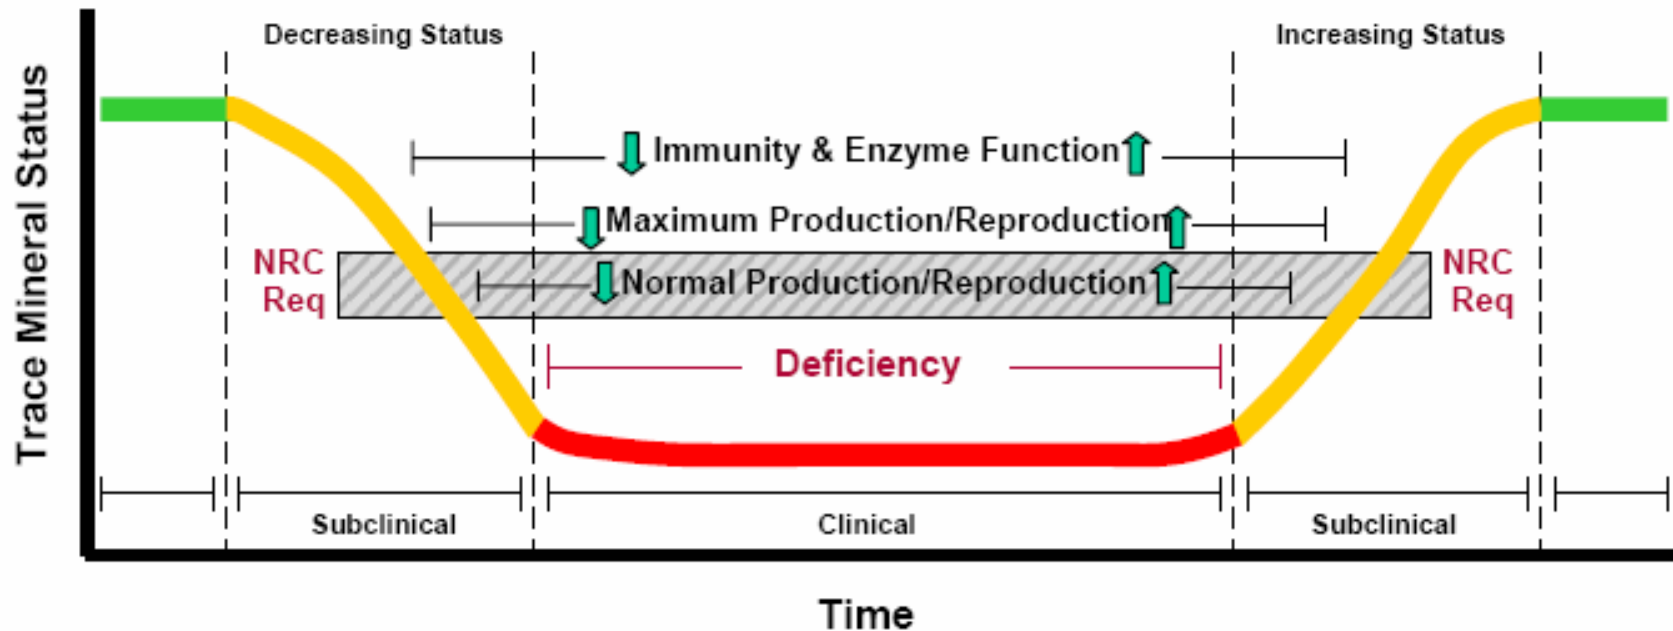 Decreasing Status
Increasing Status
Immunity & Enzyme Function
Maximum Production/Reproduction
NRC
Req
Normal Production/Reproduction
NRC
Req
Deficiency
Trace Mineral Status
Subclinical
Clinical
Subclinical
Time